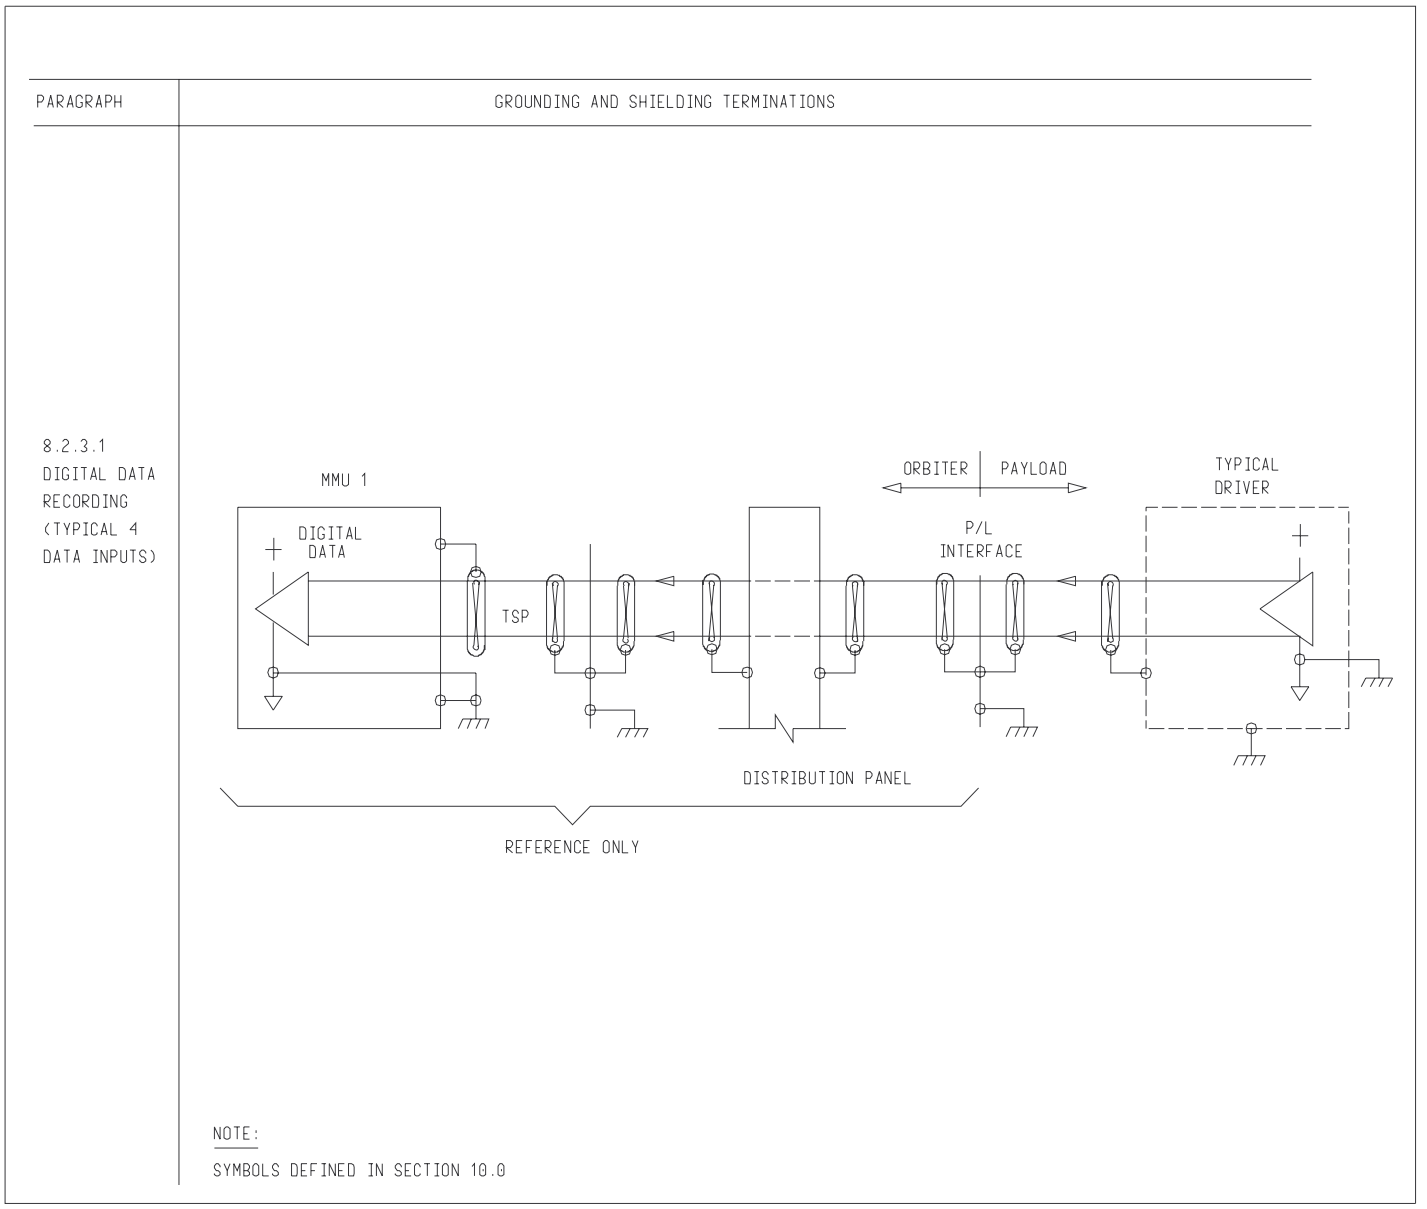 PARAGRAPH
GROUNDING AND SHIELDING TERMINATIONS
8.2.3.1
DIGITAL DATA
RECORDING
(TYPICAL 4
DATA INPUTS)
MMU 1
DIGITAL
DATA
TSP
ORBITER
PAYLOAD
P/L
INTERFACE
TYPICAL
DRIVER
DISTRIBUTION PANEL
REFERENCE ONLY
NOTE:
SYMBOLS DEFINED IN SECTION 10.0